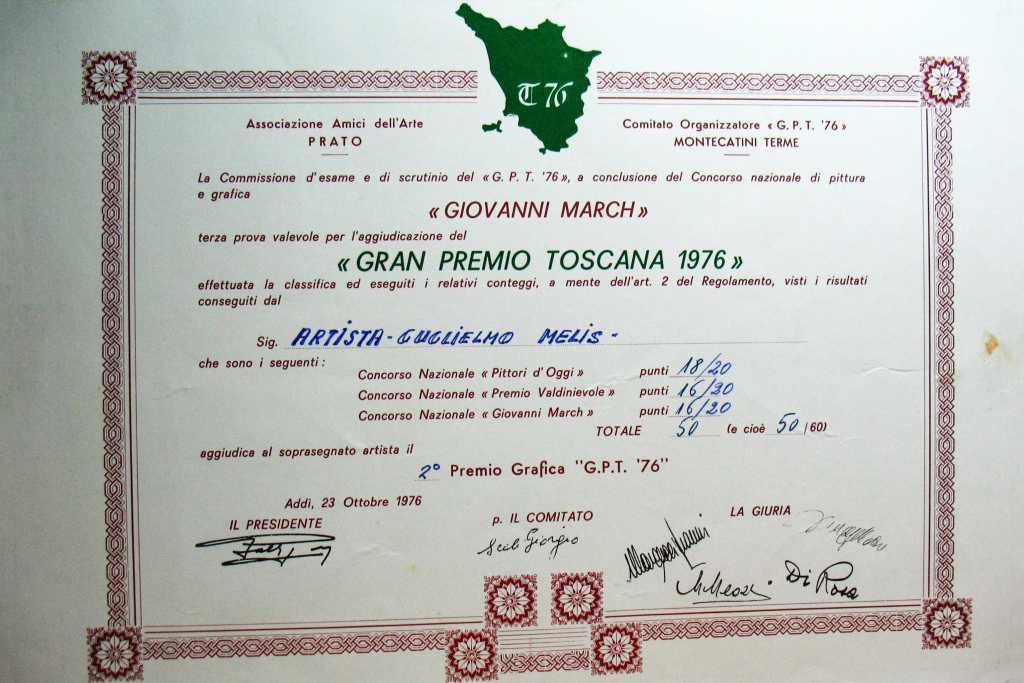 T 76
Associazione Amici dell'Arte
PRATO
Comitato Organizzatore « G. P. T. '76 »
MONTECATINI TERME
La Commissione d'esame e di scrutinio del « G. P. T. '76 », a conclusione del Concorso nazionale di pittura
e grafica
« GIOVANNI MARCH »
terza prova valevole per l'aggiudicazione del
« GRAN PREMIO TOSCANA 1976 »
effettuata la classifica ed eseguiti i relativi conteggi, a mente dell'art. 2 del Regolamento, visti i risultati
conseguiti dal
Sig. ARTISTA - GUGLIELMO MELIS -
che sono i seguenti :
Concorso Nazionale « Pittori d'Oggi » punti 18/20
Concorso Nazionale « Premio Valdinievole » punti 16/20
Concorso Nazionale « Giovanni March » punti 16/20
TOTALE 50 (e cioè 50 /60)
aggiudica al soprasegnato artista il
2° Premio Grafica "G.P.T. '76"
Addì, 23 Ottobre 1976
IL PRESIDENTE
p. IL COMITATO
LA GIURIA
Giorgio
Di Rosa